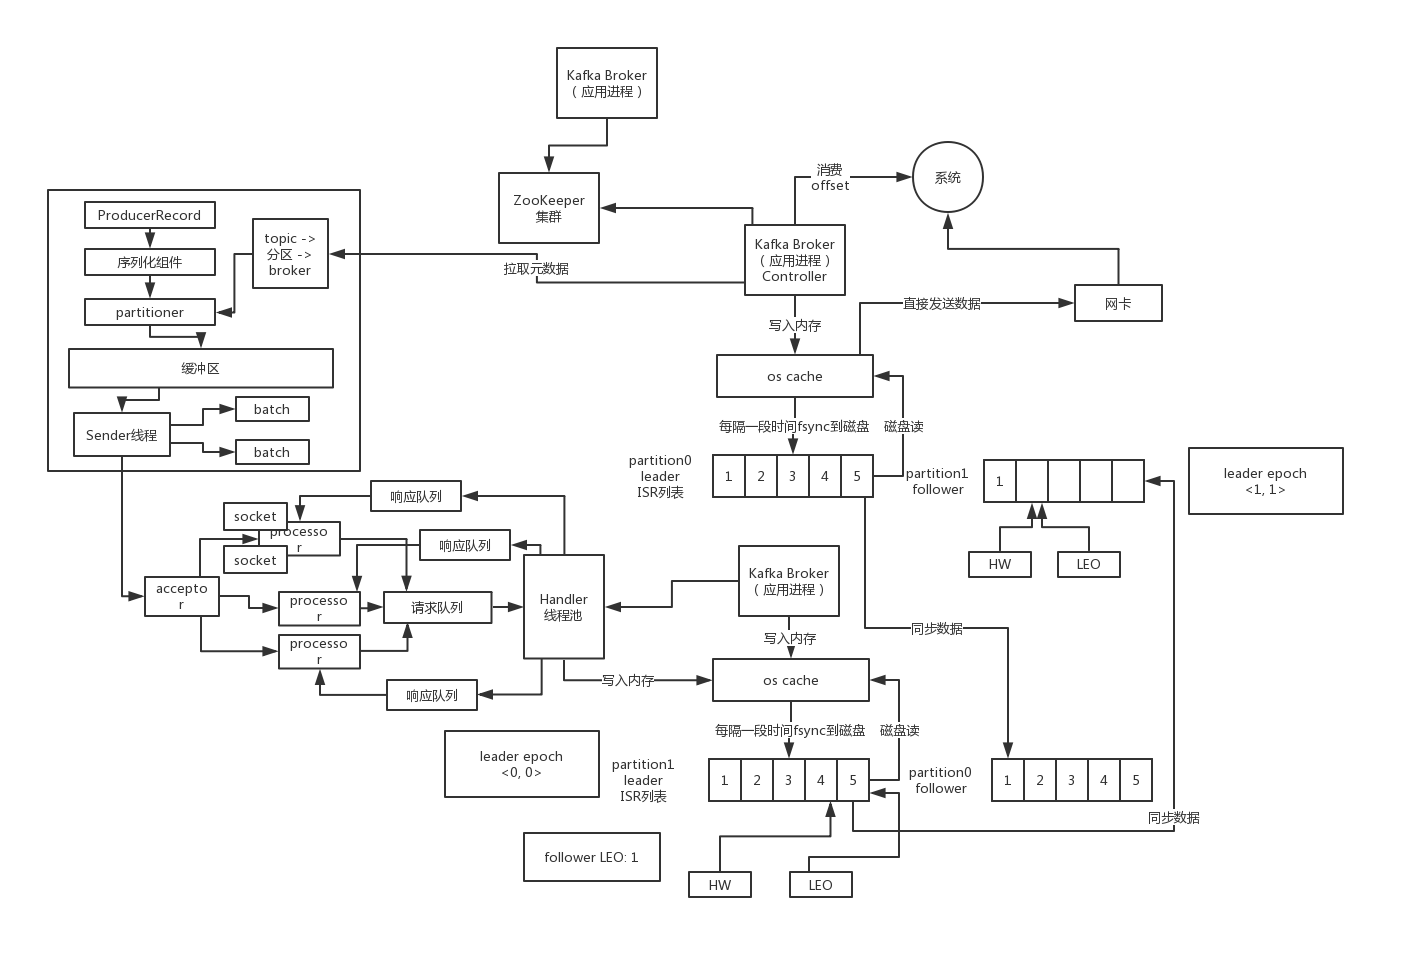 Kafka Broker
（应用进程）
ZooKeeper
集群
消费
offset
系统
Kafka Broker
（应用进程）
Controller
拉取元数据
ProducerRecord
序列化组件
partitioner
topic ->
分区 ->
broker
缓冲区
Sender线程
batch
batch
写入内存
直接发送数据
网卡
os cache
每隔一段时间fsync到磁盘
磁盘读
partition0
leader
ISR列表
1 2 3 4 5
partition1
follower
1
HW
LEO
leader epoch
<1, 1>
响应队列
socket
processo
r
socket
响应队列
accepto
r
processo
r
请求队列
processo
r
响应队列
Handler
线程池
Kafka Broker
（应用进程）
写入内存
写入内存
os cache
同步数据
每隔一段时间fsync到磁盘
磁盘读
leader epoch
<0, 0>
partition1
leader
ISR列表
1 2 3 4 5
partition0
follower
1 2 3 4 5
同步数据
follower LEO: 1
HW
LEO